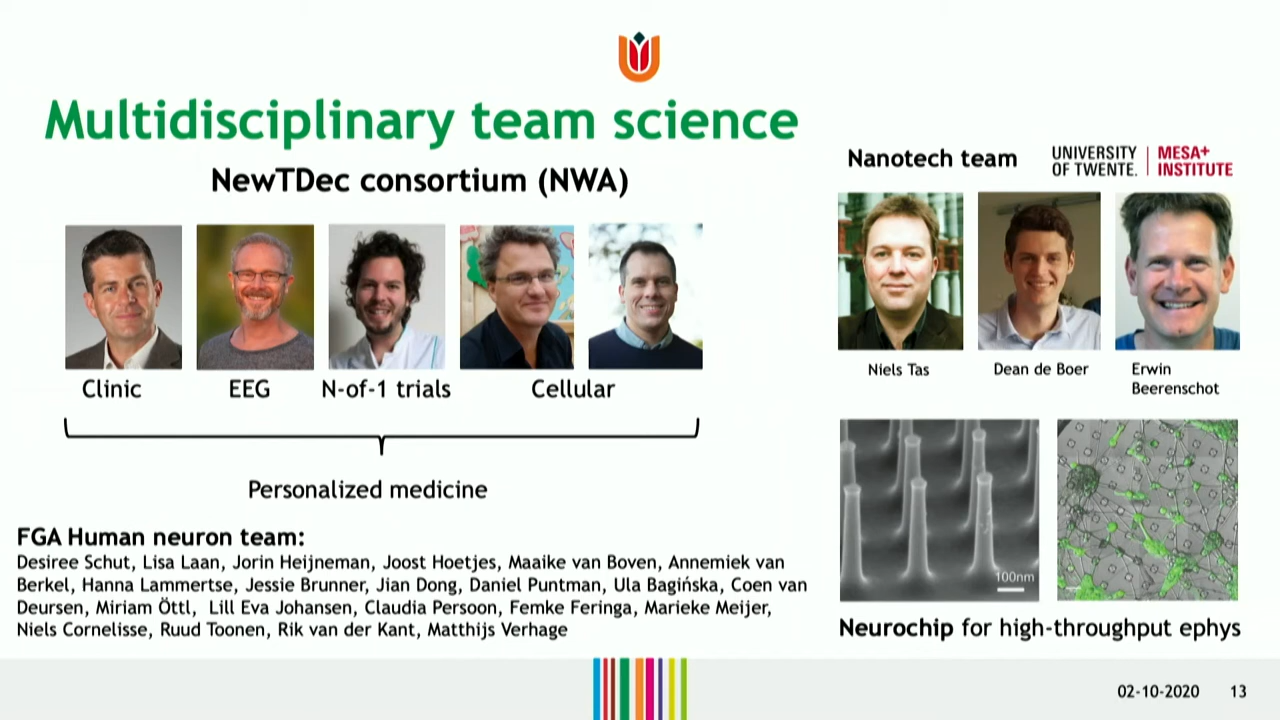 Multidisciplinary team science
NewTDec consortium (NWA)
Clinic
EEG
N-of-1 trials
Cellular
Personalized medicine
FGA Human neuron team:
Desiree Schut, Lisa Laan, Jorin Heijneman, Joost Hoetjes, Maaike van Boven, Annemiek van
Berkel, Hanna Lammertse, Jessie Brunner, Jian Dong, Daniel Puntman, Ula Bagińska, Coen van
Deursen, Miriam Öttl, Lill Eva Johansen, Claudia Persoon, Femke Feringa, Marieke Meijer,
Niels Cornelisse, Ruud Toonen, Rik van der Kant, Matthijs Verhage
Nanotech team
UNIVERSITY
OF TWENTE.
MESA+
INSTITUTE
Niels Tas
Dean de Boer
Erwin
Beerenschot
100nm
Neurochip for high-throughput ephys
02-10-2020
13